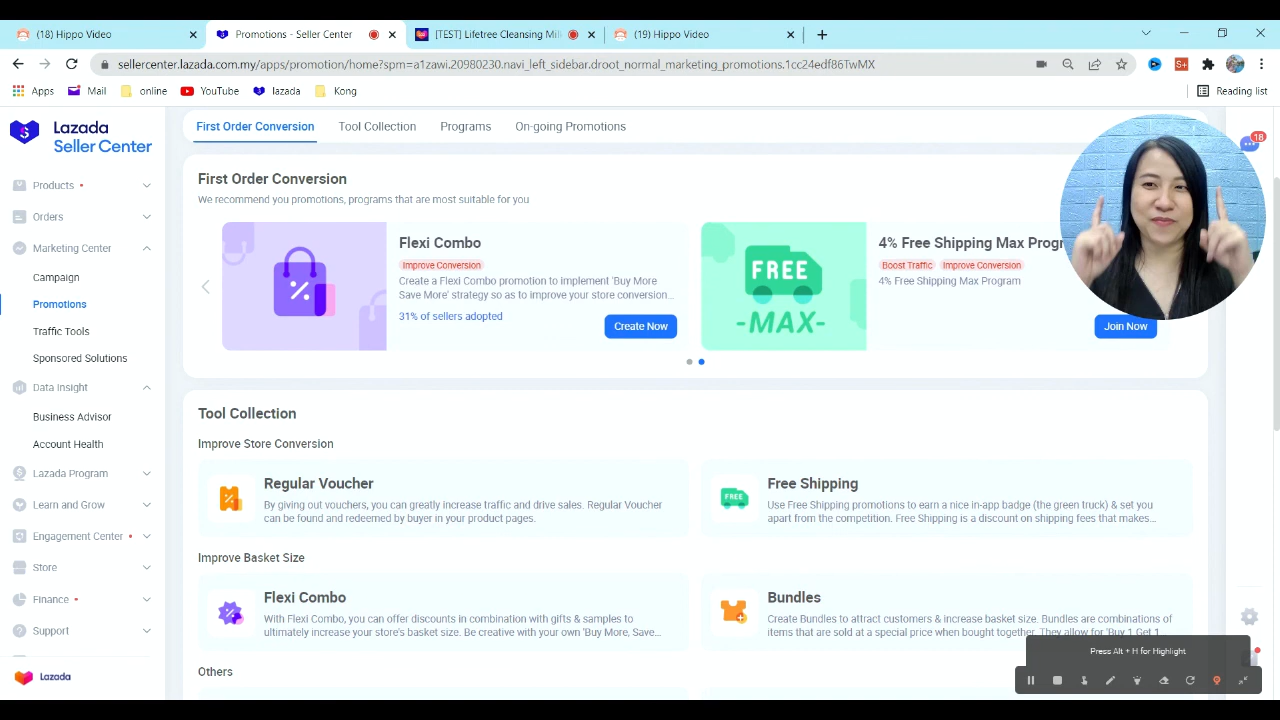 (18) Hippo Video
Promotions - Seller Center
[TEST] Lifetree Cleansing Mil
(19) Hippo Video
sellercenter.lazada.com.my/apps/promotion/home?spm=a1zawi.20980230.navi_left_sidebar.droot_normal_marketing_promotions.1cc24edf86TwMX
Apps
Mail
online
YouTube
lazada
Kong
Reading list
Lazada
Seller Center
Products
Orders
Marketing Center
Campaign
Promotions
Traffic Tools
Sponsored Solutions
Data Insight
Business Advisor
Account Health
Lazada Program
Learn and Grow
Engagement Center
Store
Finance
Support
Lazada
First Order Conversion
Tool Collection
Programs
On-going Promotions
18
First Order Conversion
We recommend you promotions, programs that are most suitable for you
Flexi Combo
Improve Conversion
Create a Flexi Combo promotion to implement 'Buy More
Save More' strategy so as to improve your store conversion...
31% of sellers adopted
Create Now
FREE
-MAX-
4% Free Shipping Max Progr
Boost Traffic
Improve Conversion
4% Free Shipping Max Program
Join Now
Tool Collection
Improve Store Conversion
Regular Voucher
By giving out vouchers, you can greatly increase traffic and drive sales. Regular Voucher
can be found and redeemed by buyer in your product pages.
FREE
Free Shipping
Use Free Shipping promotions to earn a nice in-app badge (the green truck) & set you
apart from the competition. Free Shipping is a discount on shipping fees that makes...
Improve Basket Size
Flexi Combo
With Flexi Combo, you can offer discounts in combination with gifts & samples to
ultimately increase your store's basket size. Be creative with your own 'Buy More, Save...
Bundles
Create Bundles to attract customers & increase basket size. Bundles are combinations of
items that are sold at a special price when bought together. They allow for 'Buy 1 Get 1
Others
Press Alt + H for Highlight